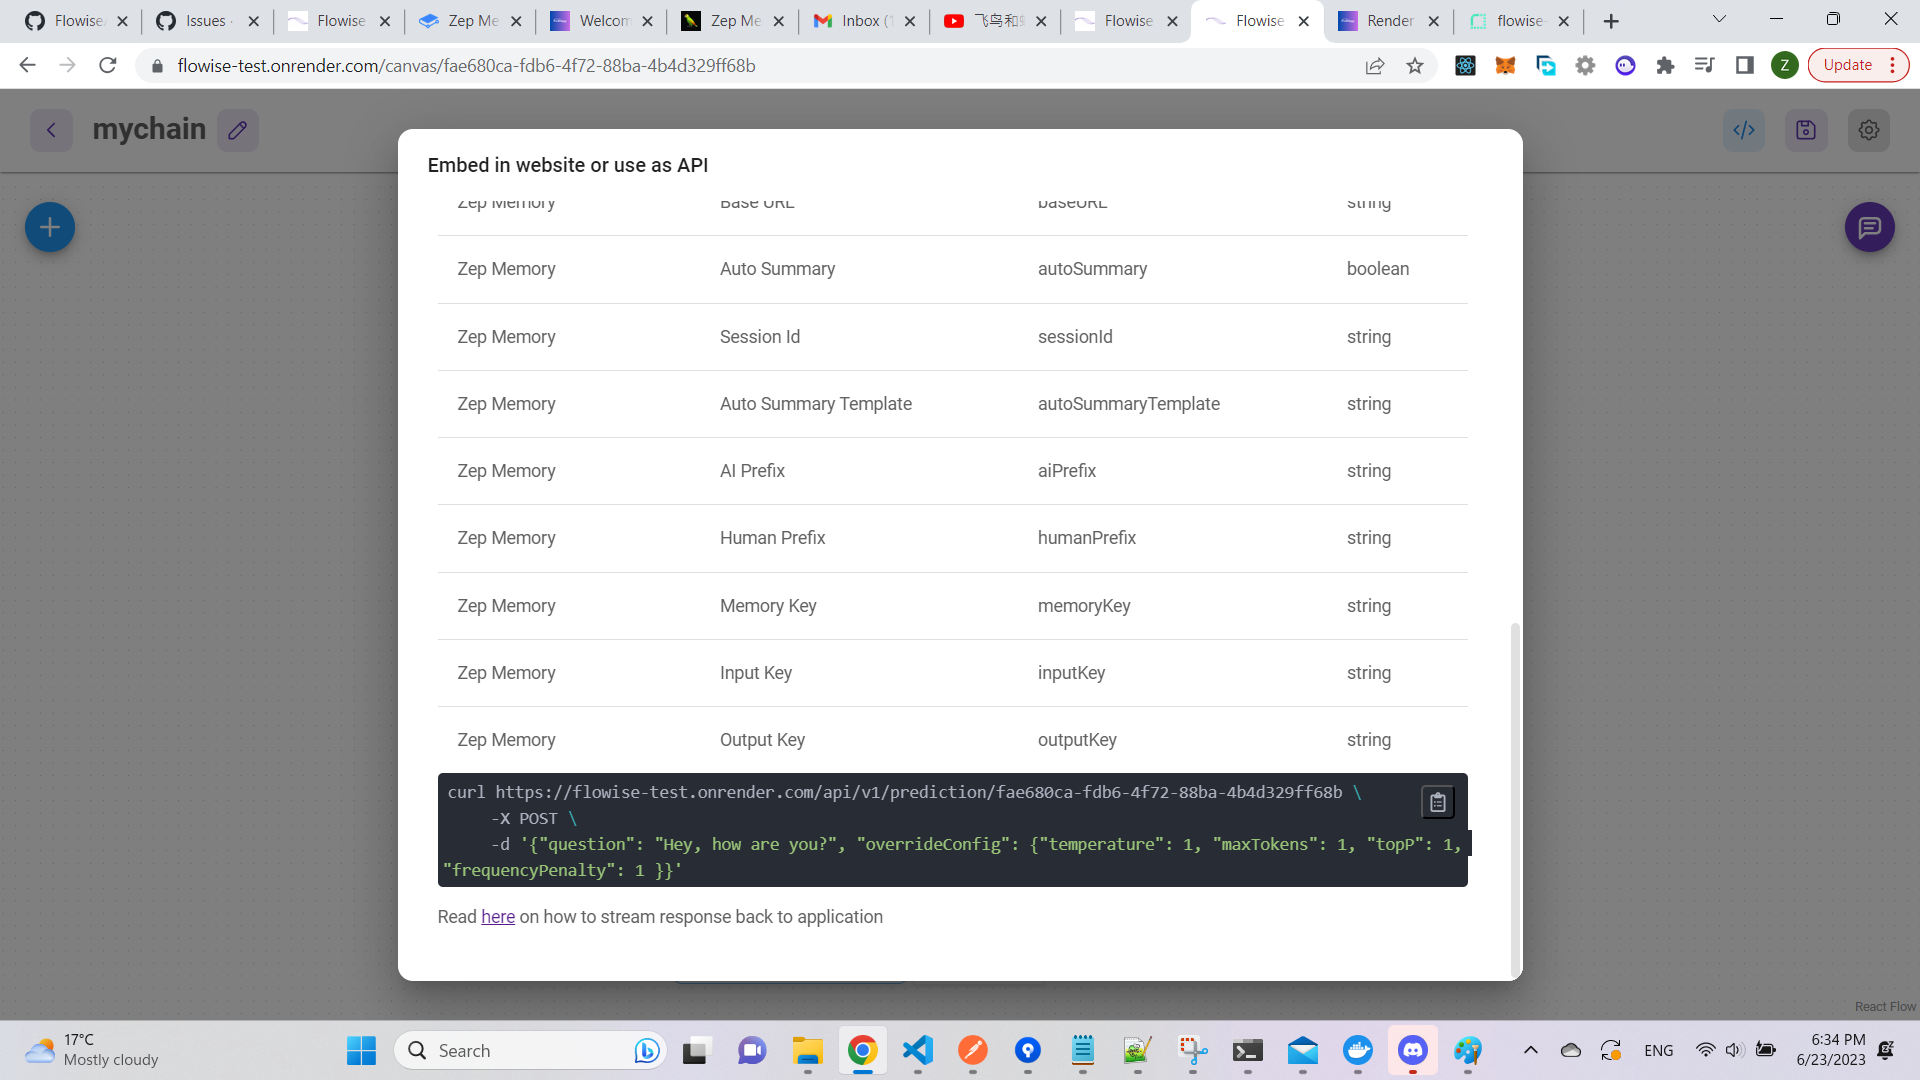 Flowise
Issues ·
Flowise
Zep Me
Welcom
Zep Me
Inbox (1
飞鸟和
Flowise
Flowise
Render
flowise-
flowise-test.onrender.com/canvas/fae680ca-fdb6-4f72-88ba-4b4d329ff68b
Z
Update
mychain
</>
Embed in website or use as API
Zep Memory Base URL baseURL string
Zep Memory Auto Summary autoSummary boolean
Zep Memory Session Id sessionId string
Zep Memory Auto Summary Template autoSummaryTemplate string
Zep Memory AI Prefix aiPrefix string
Zep Memory Human Prefix humanPrefix string
Zep Memory Memory Key memoryKey string
Zep Memory Input Key inputKey string
Zep Memory Output Key outputKey string
curl https://flowise-test.onrender.com/api/v1/prediction/fae680ca-fdb6-4f72-88ba-4b4d329ff68b \
-X POST \
-d '{"question": "Hey, how are you?", "overrideConfig": {"temperature": 1, "maxTokens": 1, "topP": 1,
"frequencyPenalty": 1 }}'
Read here on how to stream response back to application
React Flow
17°C
Mostly cloudy
Search
ENG
6:34 PM
6/23/2023